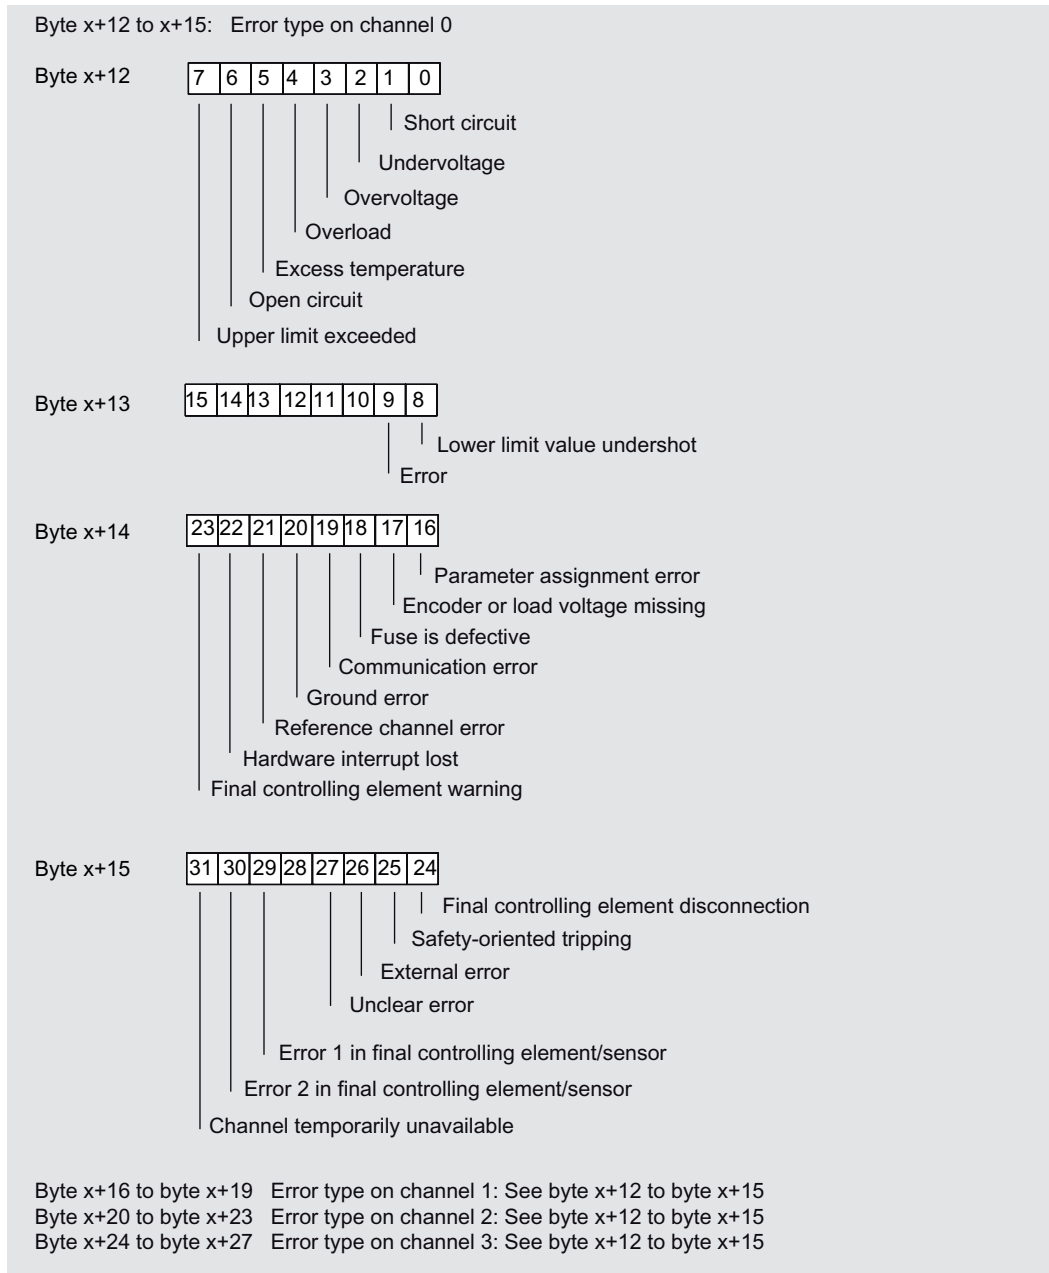 Byte x+12 to x+15: Error type on channel 0
Byte x+12 7 6 5 4 3 2 1 0
Short circuit
Undervoltage
Overvoltage
Overload
Excess temperature
Open circuit
Upper limit exceeded
Byte x+13 15 14 13 12 11 10 9 8
Lower limit value undershot
Error
Byte x+14 23 22 21 20 19 18 17 16
Parameter assignment error
Encoder or load voltage missing
Fuse is defective
Communication error
Ground error
Reference channel error
Hardware interrupt lost
Final controlling element warning
Byte x+15 31 30 29 28 27 26 25 24
Final controlling element disconnection
Safety-oriented tripping
External error
Unclear error
Error 1 in final controlling element/sensor
Error 2 in final controlling element/sensor
Channel temporarily unavailable
Byte x+16 to byte x+19 Error type on channel 1: See byte x+12 to byte x+15
Byte x+20 to byte x+23 Error type on channel 2: See byte x+12 to byte x+15
Byte x+24 to byte x+27 Error type on channel 3: See byte x+12 to byte x+15